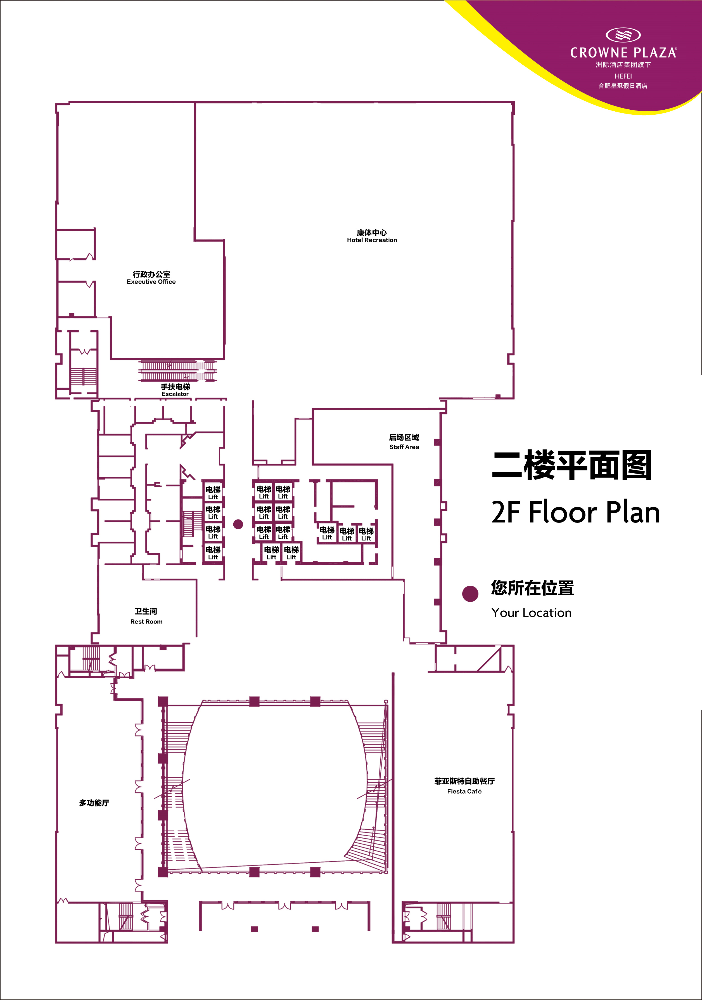 CROWNE PLAZA®
洲际酒店集团旗下
HEFEI
合肥皇冠假日酒店
康体中心
Hotel Recreation
行政办公室
Executive Office
手扶电梯
Escalator
后场区域
Staff Area
二楼平面图
2F Floor Plan
电梯
Lift
电梯
Lift
电梯
Lift
电梯
Lift
电梯
Lift
电梯
Lift
电梯
Lift
电梯
Lift
电梯
Lift
电梯
Lift
电梯
Lift
电梯
Lift
电梯
Lift
电梯
Lift
电梯
Lift
您所在位置
Your Location
卫生间
Rest Room
菲亚斯特自助餐厅
Fiesta Café
多功能厅